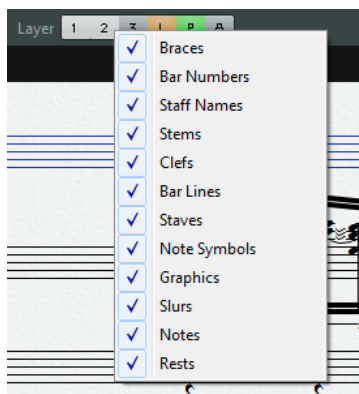 Layer 1 2 3 L P A
Braces
Bar Numbers
Staff Names
Stems
Clefs
Bar Lines
Staves
Note Symbols
Graphics
Slurs
Notes
Rests